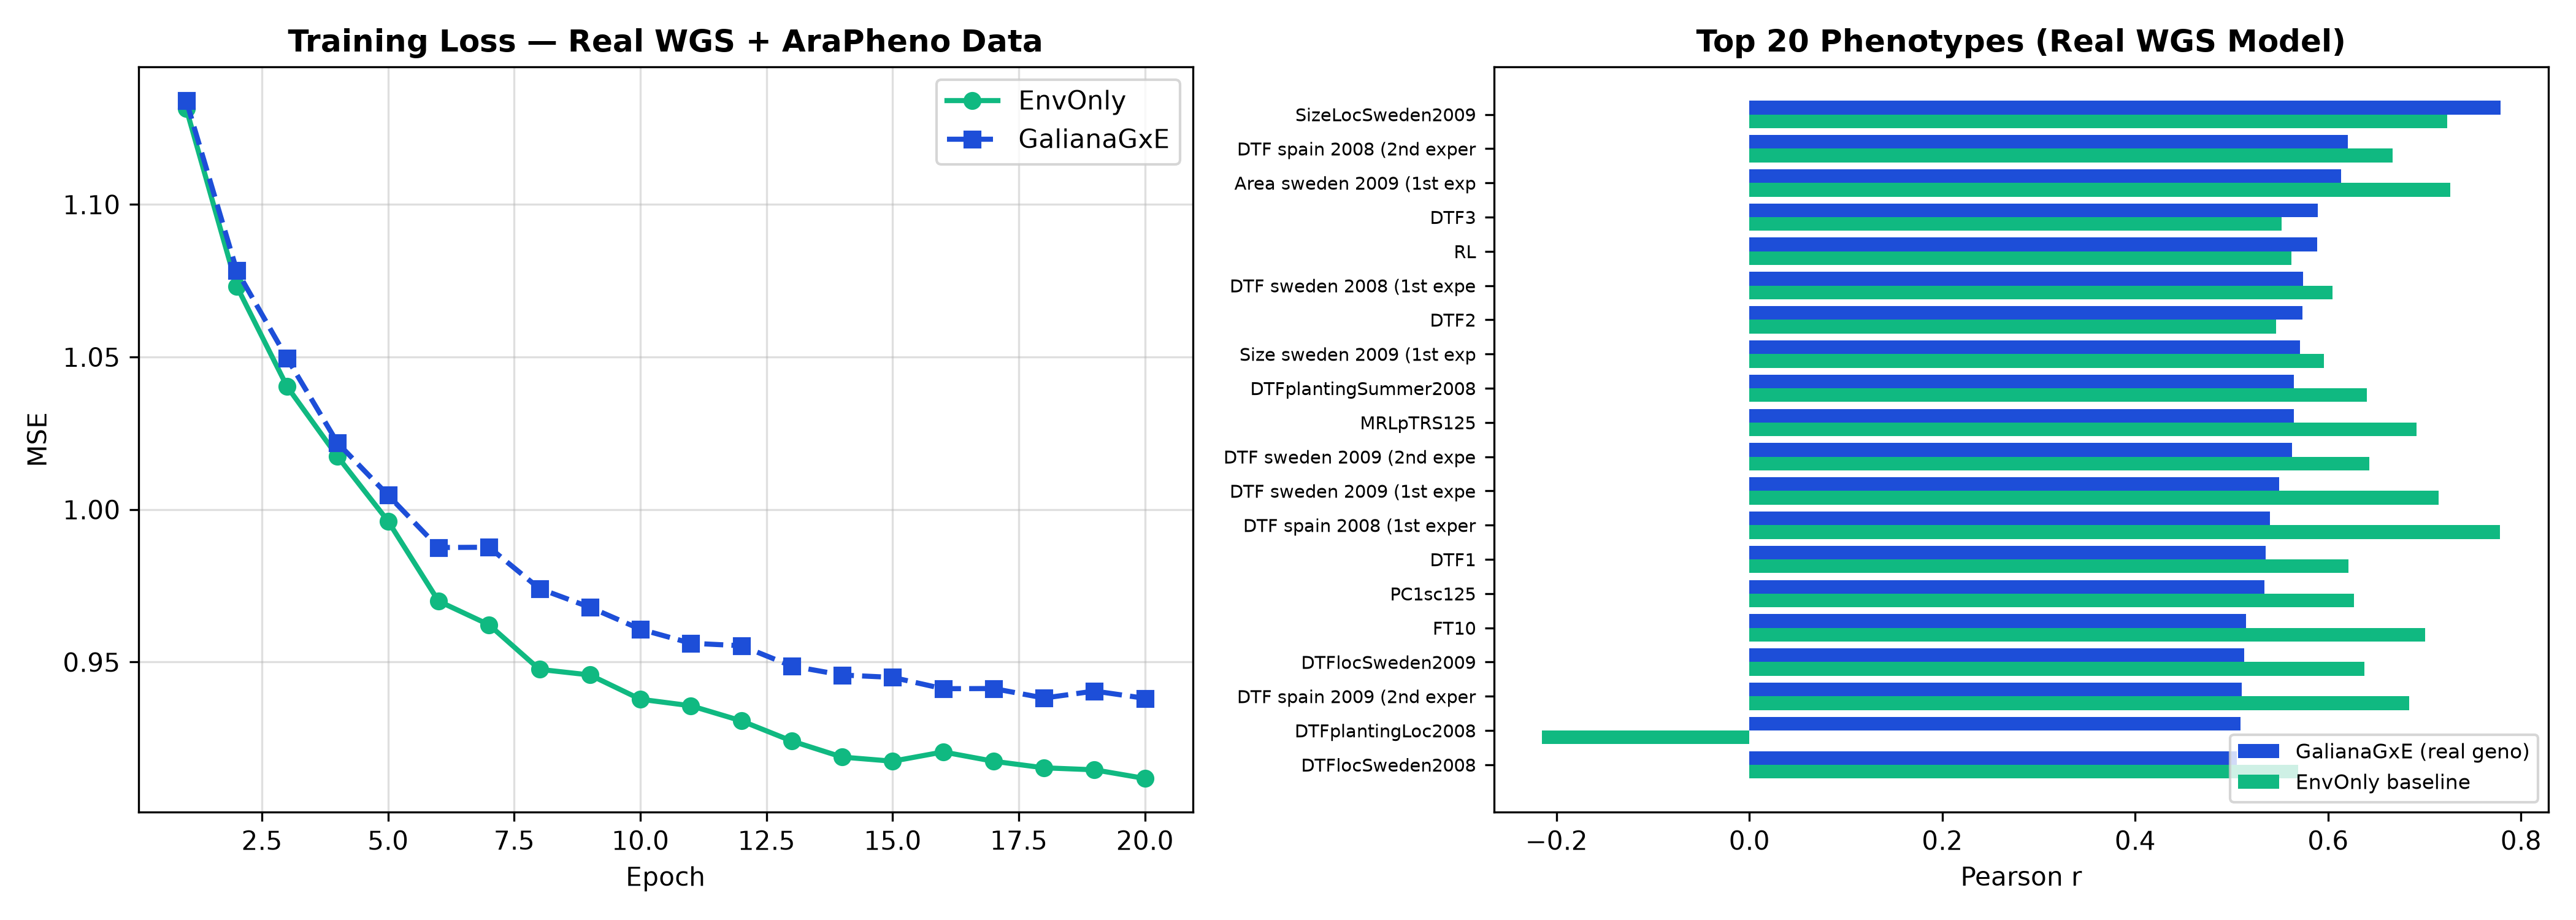 Training Loss — Real WGS + AraPheno Data
EnvOnly
GalianaGxE
1.10
1.05
1.00
0.95
MSE
2.5 5.0 7.5 10.0 12.5 15.0 17.5 20.0
Epoch
Top 20 Phenotypes (Real WGS Model)
SizeLocSweden2009
DTF spain 2008 (2nd exper
Area sweden 2009 (1st exp
DTF3
RL
DTF sweden 2008 (1st expe
DTF2
Size sweden 2009 (1st exp
DTFplantingSummer2008
MRLpTRS125
DTF sweden 2009 (2nd expe
DTF sweden 2009 (1st expe
DTF spain 2008 (1st exper
DTF1
PC1sc125
FT10
DTFlocSweden2009
DTF spain 2009 (2nd exper
DTFplantingLoc2008
DTFlocSweden2008
GalianaGxE (real geno)
EnvOnly baseline
−0.2 0.0 0.2 0.4 0.6 0.8
Pearson r